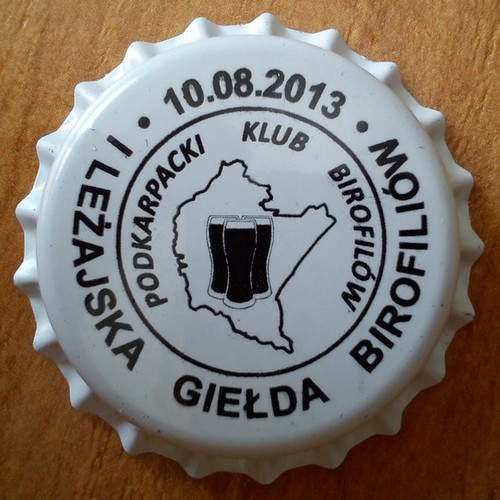 • 10.08.2013 •
I LEŻAJSKA GIEŁDA BIROFILIÓW
PODKARPACKI KLUB BIROFILÓW